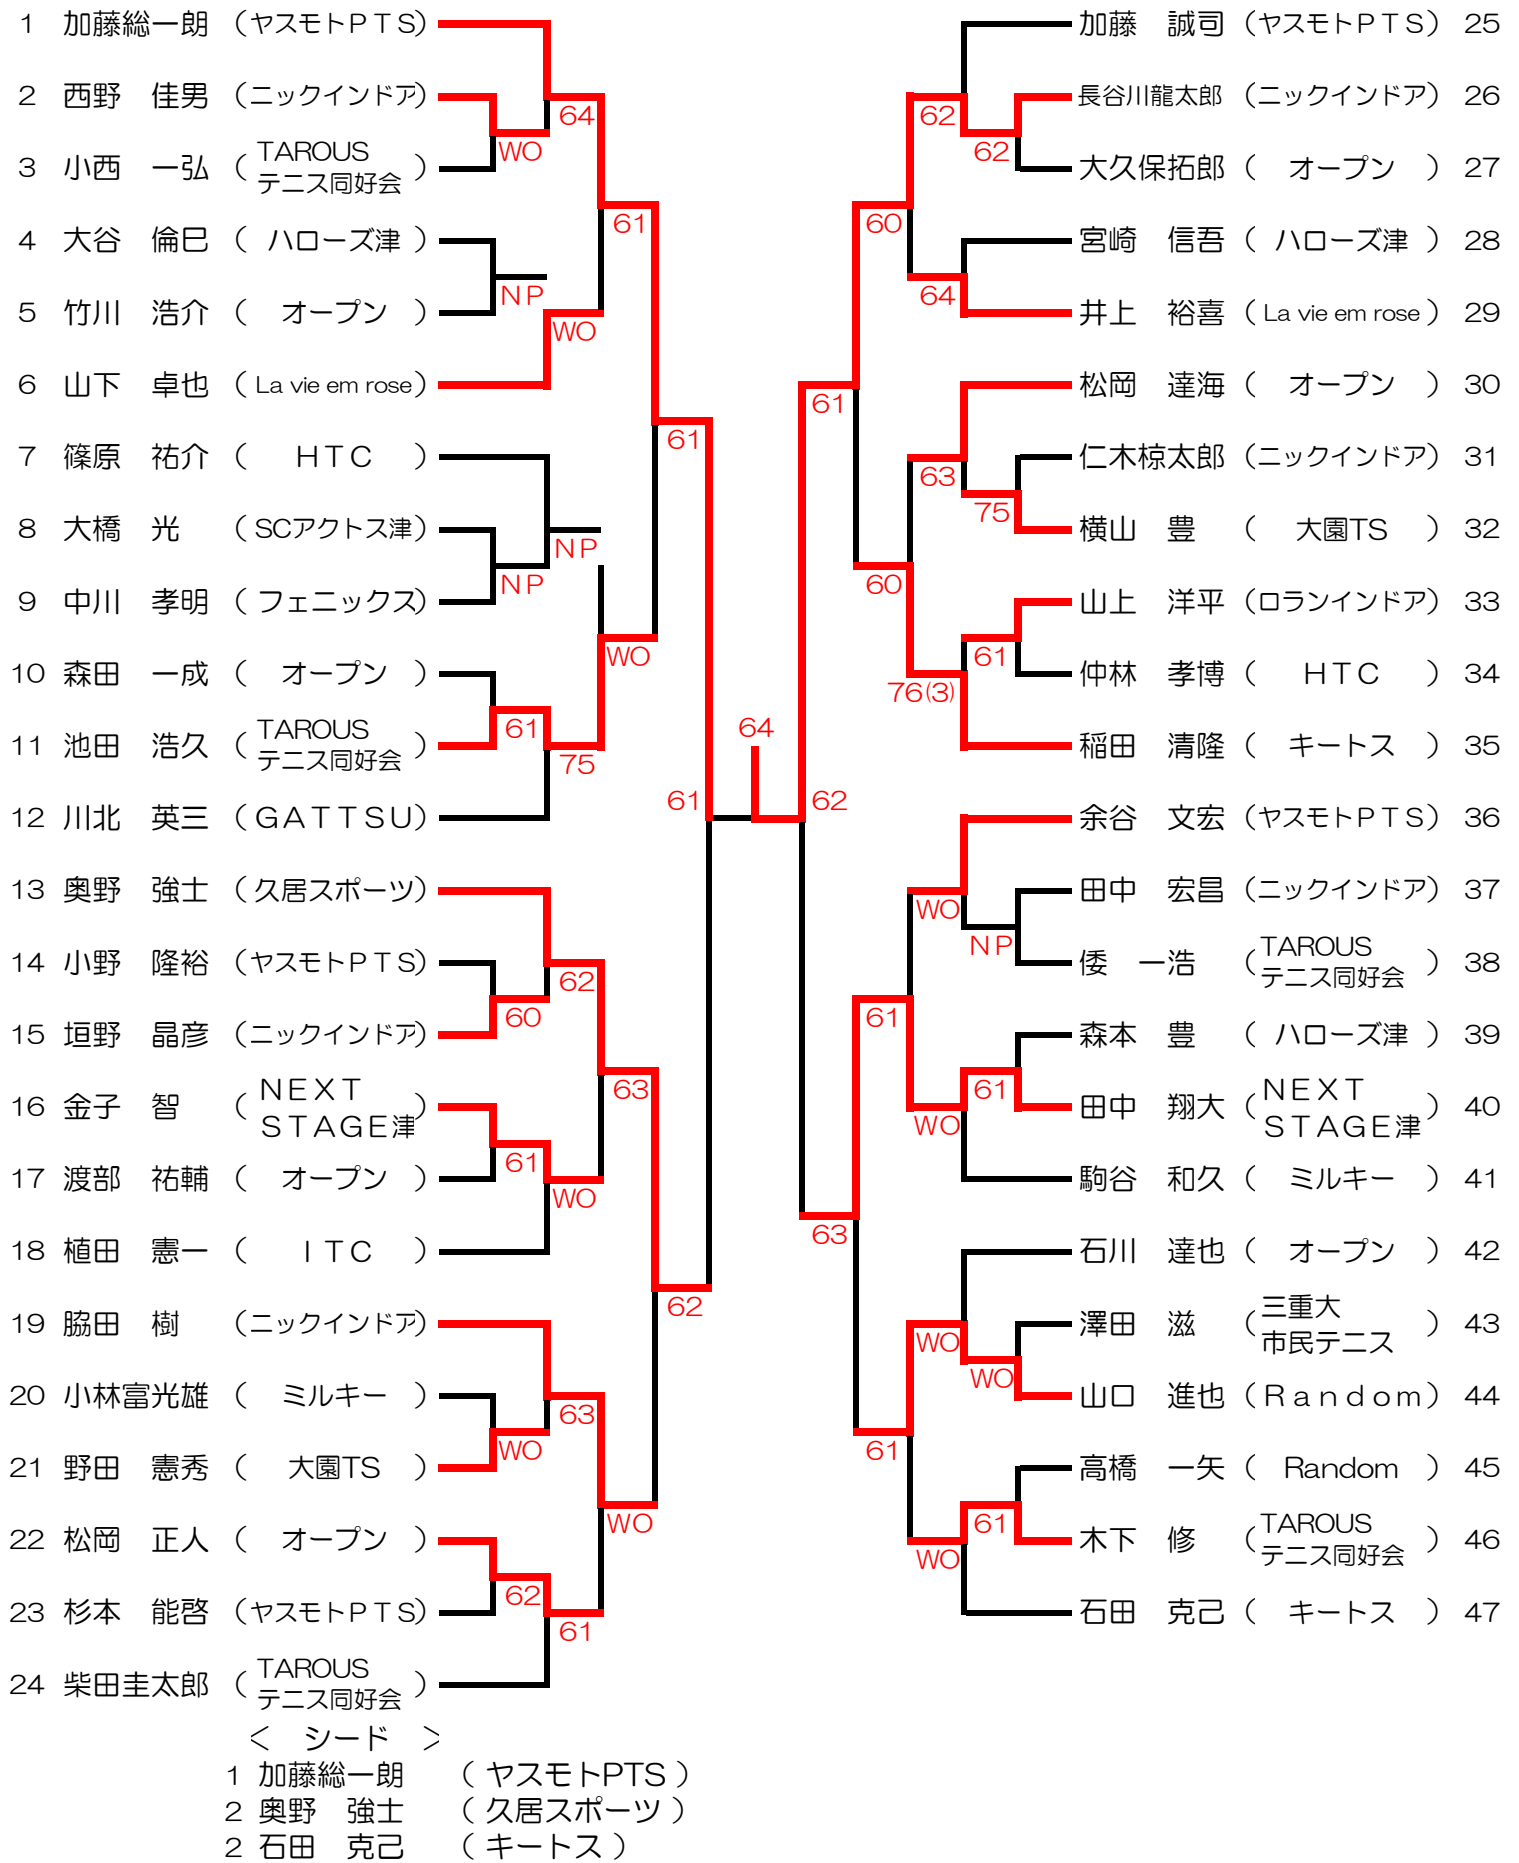 1 加藤総一朗 (ヤスモトPTS)
2 西野 佳男 (ニックインドア)
3 小西 一弘 (TAROUS
テニス同好会)
4 大谷 倫巳 ( ハローズ津 )
5 竹川 浩介 ( オープン )
6 山下 卓也 (La vie em rose)
7 篠原 祐介 ( HTC )
8 大橋 光 (SCアクトス津)
9 中川 孝明 (フェニックス)
10 森田 一成 ( オープン )
11 池田 浩久 (TAROUS
テニス同好会)
12 川北 英三 (GATTSU)
13 奥野 強士 (久居スポーツ)
14 小野 隆裕 (ヤスモトPTS)
15 垣野 晶彦 (ニックインドア)
16 金子 智 (NEXT
STAGE津)
17 渡部 祐輔 ( オープン )
18 植田 憲一 ( ITC )
19 脇田 樹 (ニックインドア)
20 小林富光雄 ( ミルキー )
21 野田 憲秀 ( 大園TS )
22 松岡 正人 ( オープン )
23 杉本 能啓 (ヤスモトPTS)
24 柴田圭太郎 (TAROUS
テニス同好会)
64
WO
61
NP
WO
61
NP
NP
WO
61
75
61
62
60
63
61
WO
62
63
WO
WO
62
61
64
加藤 誠司 (ヤスモトPTS) 25
長谷川龍太郎 (ニックインドア) 26
大久保拓郎 ( オープン ) 27
宮崎 信吾 ( ハローズ津 ) 28
井上 裕喜 (La vie em rose) 29
松岡 達海 ( オープン ) 30
仁木椋太郎 (ニックインドア) 31
横山 豊 ( 大園TS ) 32
山上 洋平 (ロランインドア) 33
仲林 孝博 ( HTC ) 34
稲田 清隆 ( キートス ) 35
余谷 文宏 (ヤスモトPTS) 36
田中 宏昌 (ニックインドア) 37
倭 一浩 (TAROUS
テニス同好会) 38
森本 豊 ( ハローズ津 ) 39
田中 翔大 (NEXT
STAGE津) 40
駒谷 和久 ( ミルキー ) 41
石川 達也 ( オープン ) 42
澤田 滋 (三重大
市民テニス) 43
山口 進也 (Random) 44
高橋 一矢 ( Random ) 45
木下 修 (TAROUS
テニス同好会) 46
石田 克己 ( キートス ) 47
62
62
60
64
61
63
75
60
61
76(3)
62
WO
NP
61
61
WO
63
WO
WO
61
61
WO
< シード >
1 加藤総一朗 ( ヤスモトPTS )
2 奥野 強士 ( 久居スポーツ )
2 石田 克己 ( キートス )